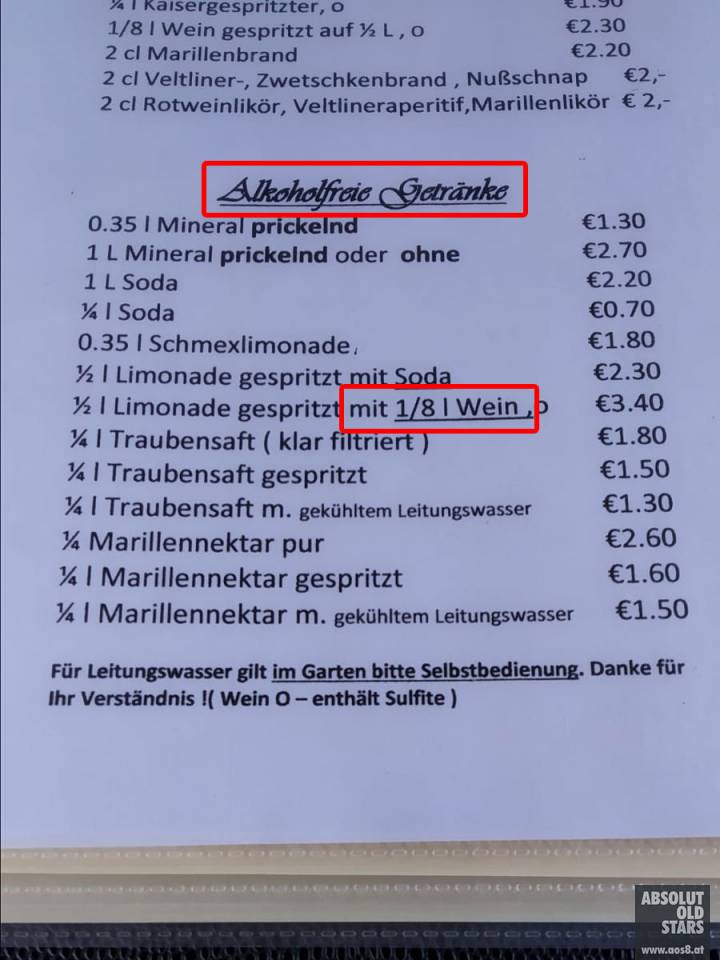 ¼ l Kaisergespritzter, o €1.90
1/8 l Wein gespritzt auf ½ L , o €2.30
2 cl Marillenbrand €2.20
2 cl Veltliner-, Zwetschkenbrand , Nußschnap €2,-
2 cl Rotweinlikör, Veltlineraperitif,Marillenlikör € 2,-
Alkoholfreie Getränke
0.35 l Mineral prickelnd €1.30
1 L Mineral prickelnd oder ohne €2.70
1 L Soda €2.20
¼ l Soda €0.70
0.35 l Schmexlimonade, €1.80
½ l Limonade gespritzt mit Soda €2.30
½ l Limonade gespritzt mit 1/8 l Wein , o €3.40
¼ l Traubensaft ( klar filtriert ) €1.80
¼ l Traubensaft gespritzt €1.50
¼ l Traubensaft m. gekühltem Leitungswasser €1.30
¼ Marillennektar pur €2.60
¼ l Marillennektar gespritzt €1.60
¼ l Marillennektar m. gekühltem Leitungswasser €1.50
Für Leitungswasser gilt im Garten bitte Selbstbedienung. Danke für
Ihr Verständnis !( Wein O – enthält Sulfite )
ABSOLUT
OLD
STARS
www.aos8.at